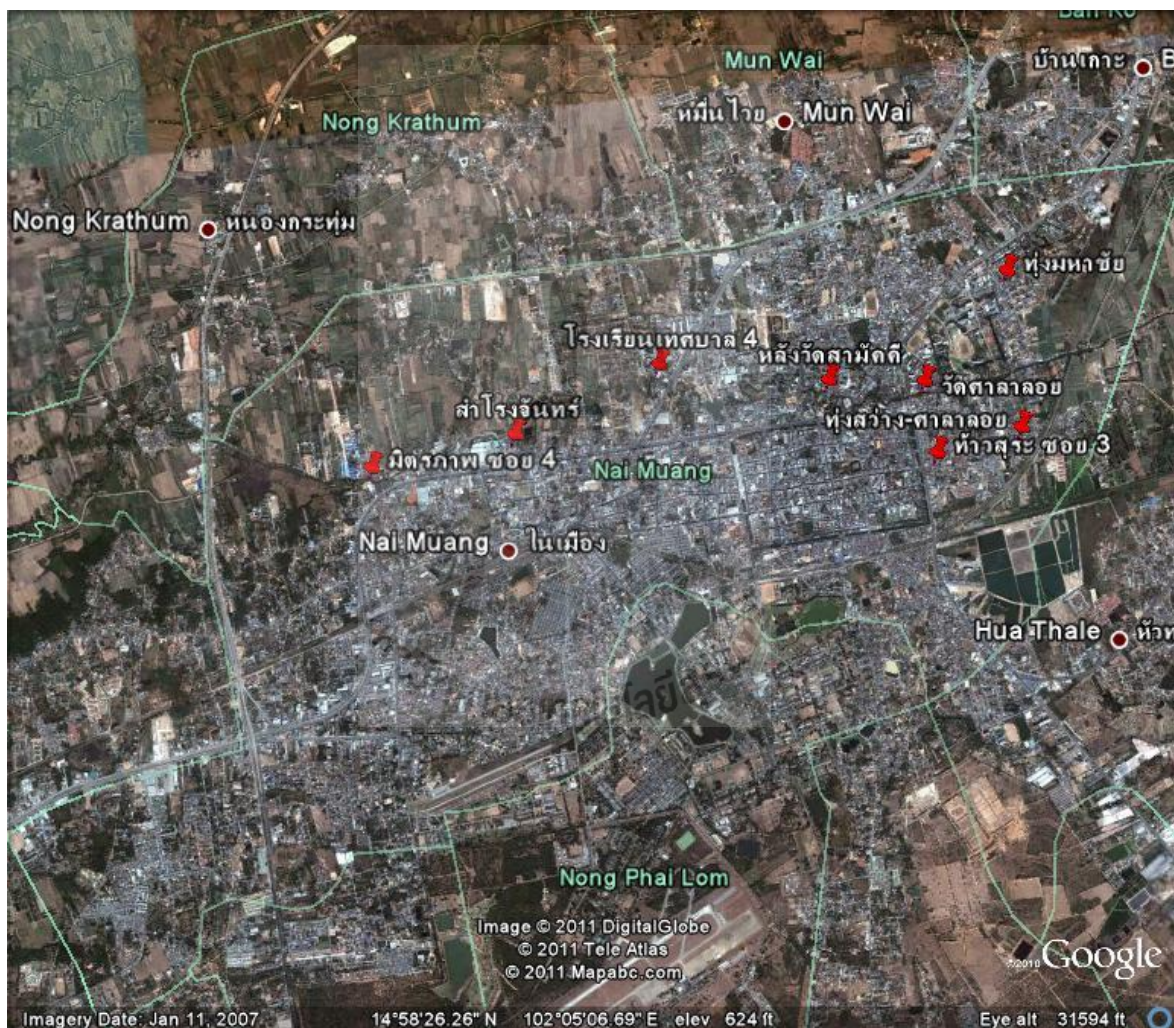 Ban Ko
Mun Wai
บ้านเกาะ B
หมื่นไวย Mun Wai
Nong Krathum
Nong Krathum หนองกระทุ่ม
ทุ่งมหาชัย
โรงเรียนเทศบาล 4
หลังวัดสามัคคี
วัดศาลาลอย
สำโรงจันทร์
ทุ่งสว่าง-ศาลาลอย
ท้าวสุระ ซอย 3
มิตรภาพ ซอย 4
Nai Muang
Nai Muang ในเมือง
Hua Thale หัวท
Nong Phai Lom
Image © 2011 DigitalGlobe
© 2011 Tele Atlas
© 2011 Mapabc.com
©2010 Google
Imagery Date: Jan 11, 2007 14°58'26.26" N 102°05'06.69" E elev 624 ft Eye alt 31594 ft